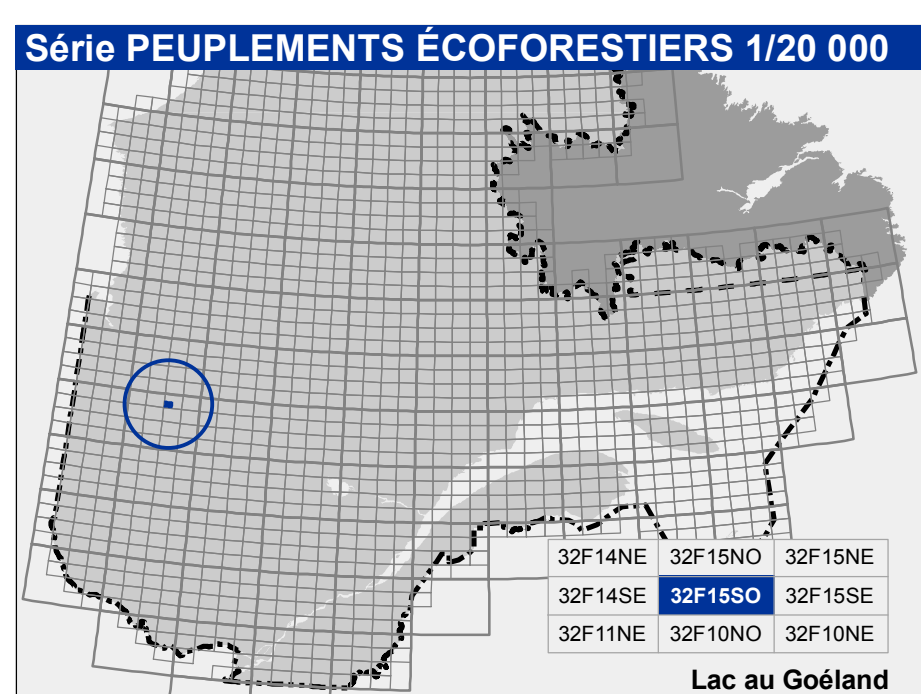 Série PEUPLEMENTS ÉCOFORESTIERS 1/20 000
32F14NE 32F15NO 32F15NE
32F14SE 32F15SO 32F15SE
32F11NE 32F10NO 32F10NE
Lac au Goéland